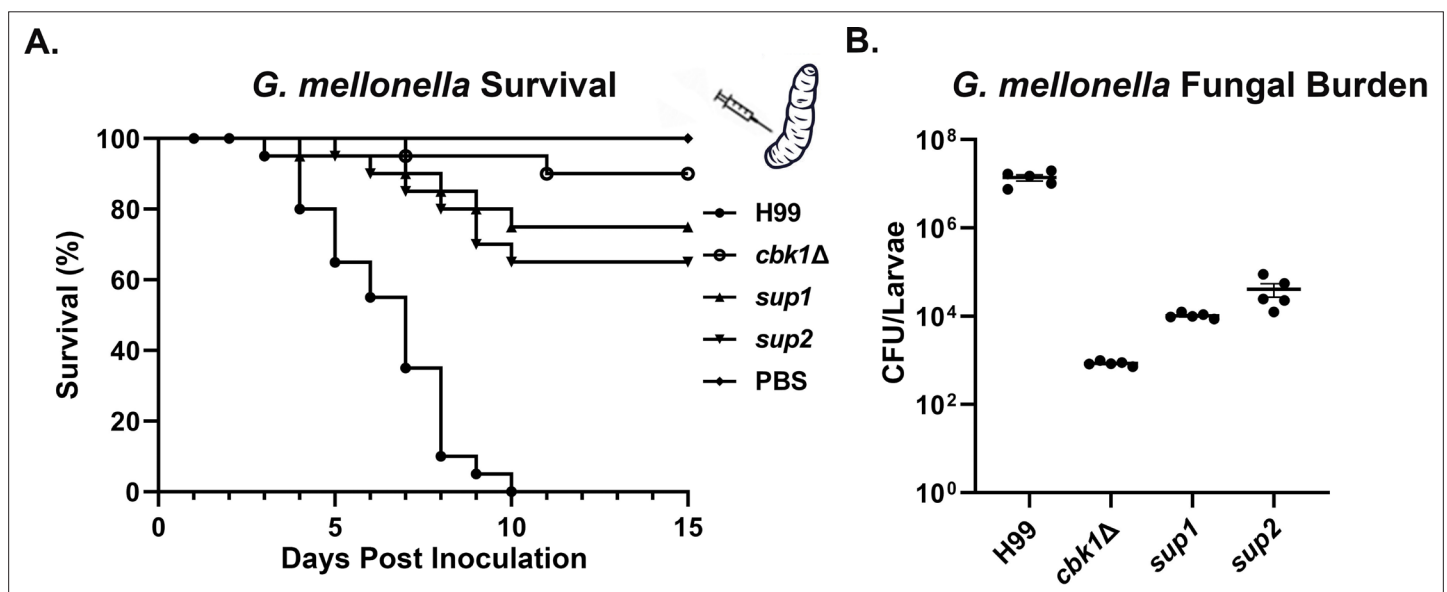 A.
G. mellonella Survival
Survival (%)
100
80
60
40
20
0
0 5 10 15
Days Post Inoculation
H99
cbk1Δ
sup1
sup2
PBS
B.
G. mellonella Fungal Burden
CFU/Larvae
10⁸
10⁶
10⁴
10²
10⁰
H99 cbk1Δ sup1 sup2